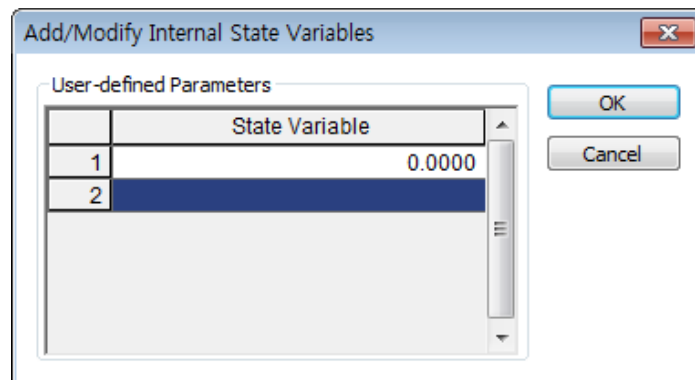 Add/Modify Internal State Variables
User-defined Parameters
OK
State Variable
1 0.0000
Cancel
2